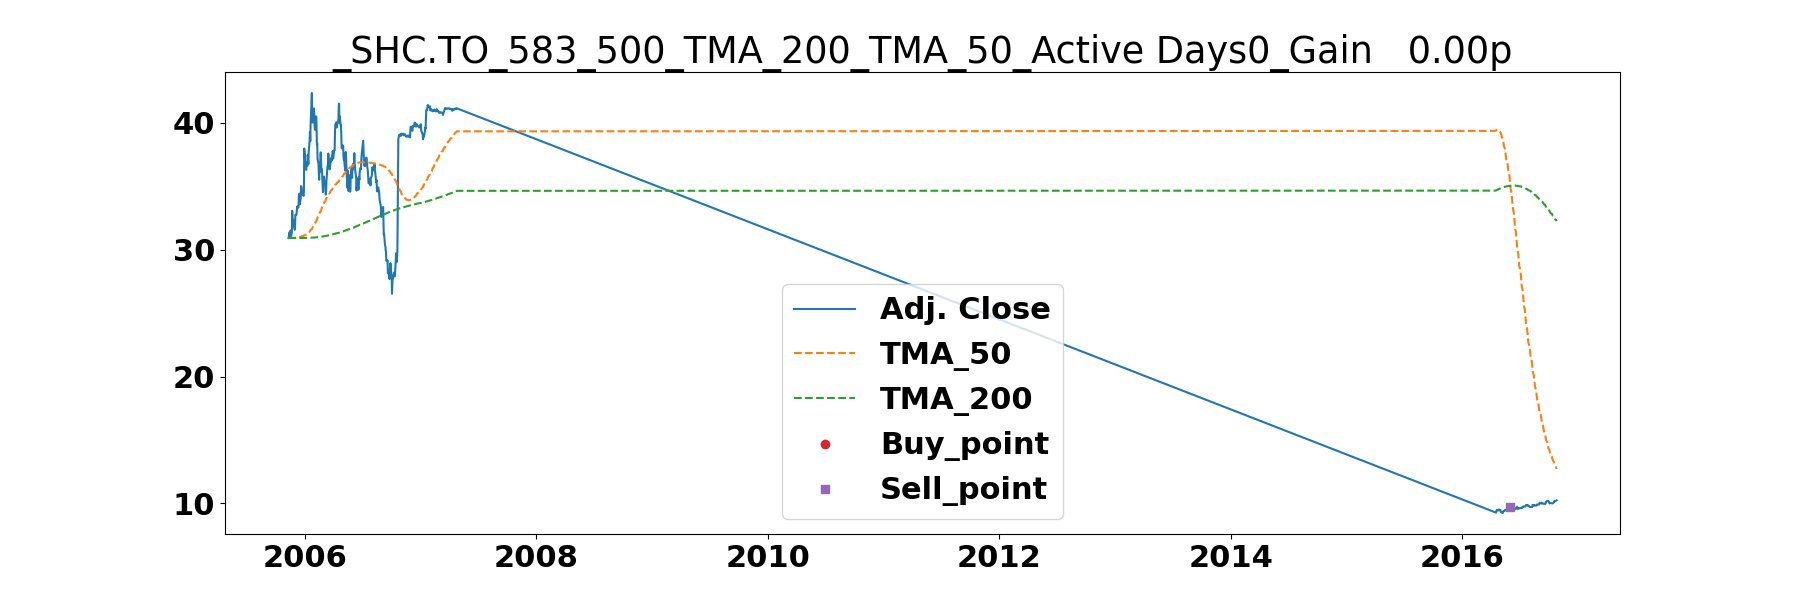 _SHC.TO_583_500_TMA_200_TMA_50_Active Days0_Gain   0.00p
40
30
20
10
Adj. Close
TMA_50
TMA_200
Buy_point
Sell_point
2006 2008 2010 2012 2014 2016